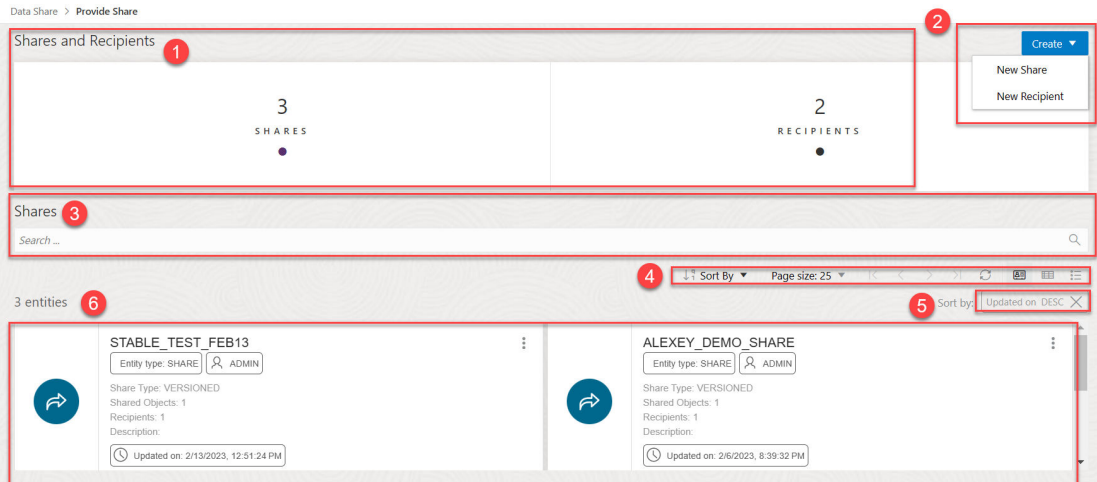 Data Share > Provide Share
2
Shares and Recipients
1
Create
New Share
New Recipient
3
SHARES
2
RECIPIENTS
Shares
3
Search ...
4
Sort By
Page size: 25
3 entities
6
5
Sort by:
Updated on DESC
STABLE_TEST_FEB13
Entity type: SHARE
ADMIN
Share Type: VERSIONED
Shared Objects: 1
Recipients: 1
Description:
Updated on: 2/13/2023, 12:51:24 PM
ALEXEY_DEMO_SHARE
Entity type: SHARE
ADMIN
Share Type: VERSIONED
Shared Objects: 1
Recipients: 1
Description:
Updated on: 2/6/2023, 8:39:32 PM